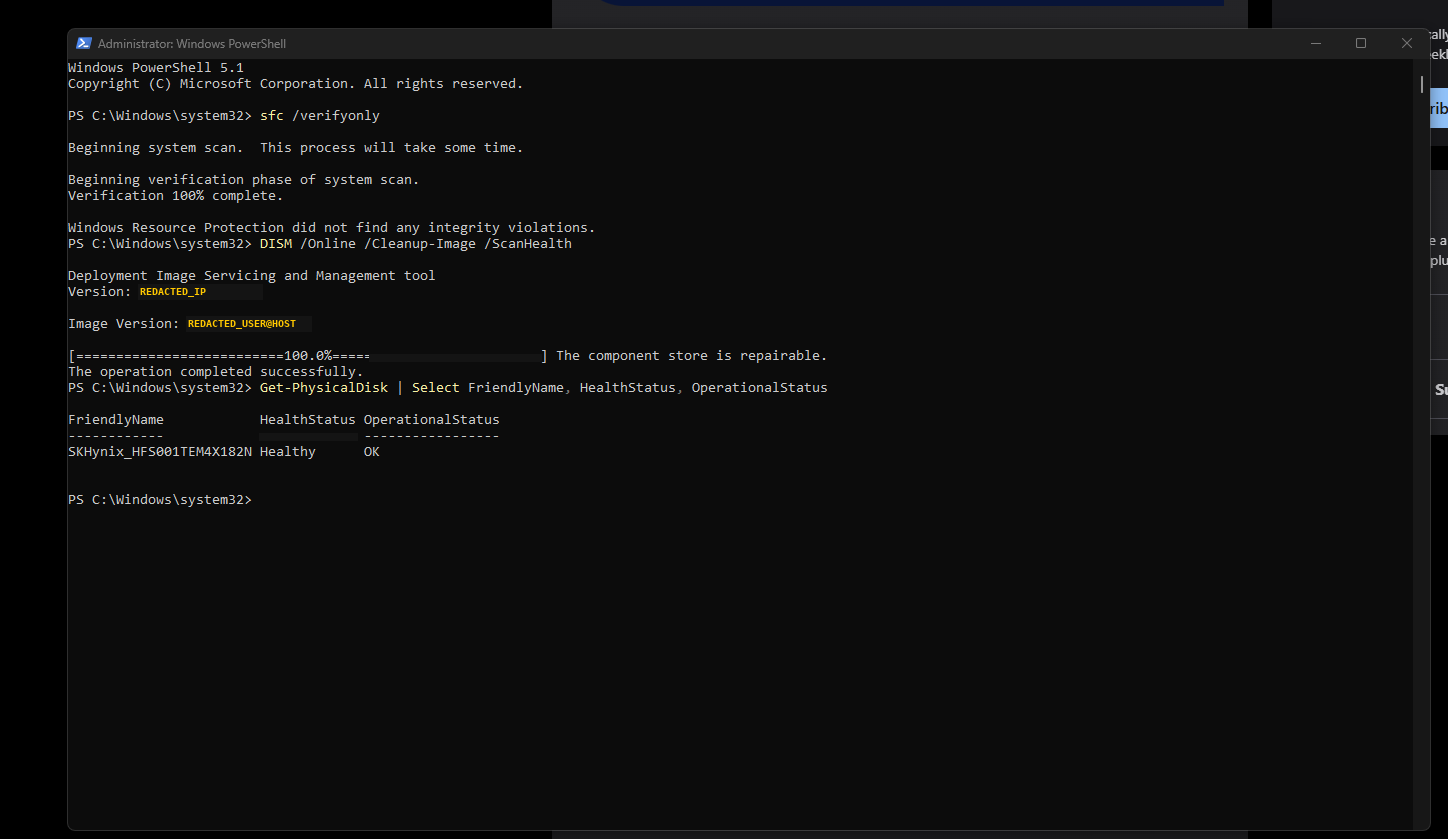 Administrator: Windows PowerShell
Windows PowerShell 5.1
Copyright (C) Microsoft Corporation. All rights reserved.
PS C:\Windows\system32> sfc /verifyonly
Beginning system scan.  This process will take some time.
Beginning verification phase of system scan.
Verification 100% complete.
Windows Resource Protection did not find any integrity violations.
PS C:\Windows\system32> DISM /Online /Cleanup-Image /ScanHealth
Deployment Image Servicing and Management tool
Version: REDACTED_IP
Image Version: REDACTED_USER@HOST
[==========================100.0%===== ] The component store is repairable.
The operation completed successfully.
PS C:\Windows\system32> Get-PhysicalDisk | Select FriendlyName, HealthStatus, OperationalStatus
FriendlyName HealthStatus OperationalStatus
------------ -----------------
SKHynix_HFS001TEM4X182N Healthy OK
PS C:\Windows\system32>